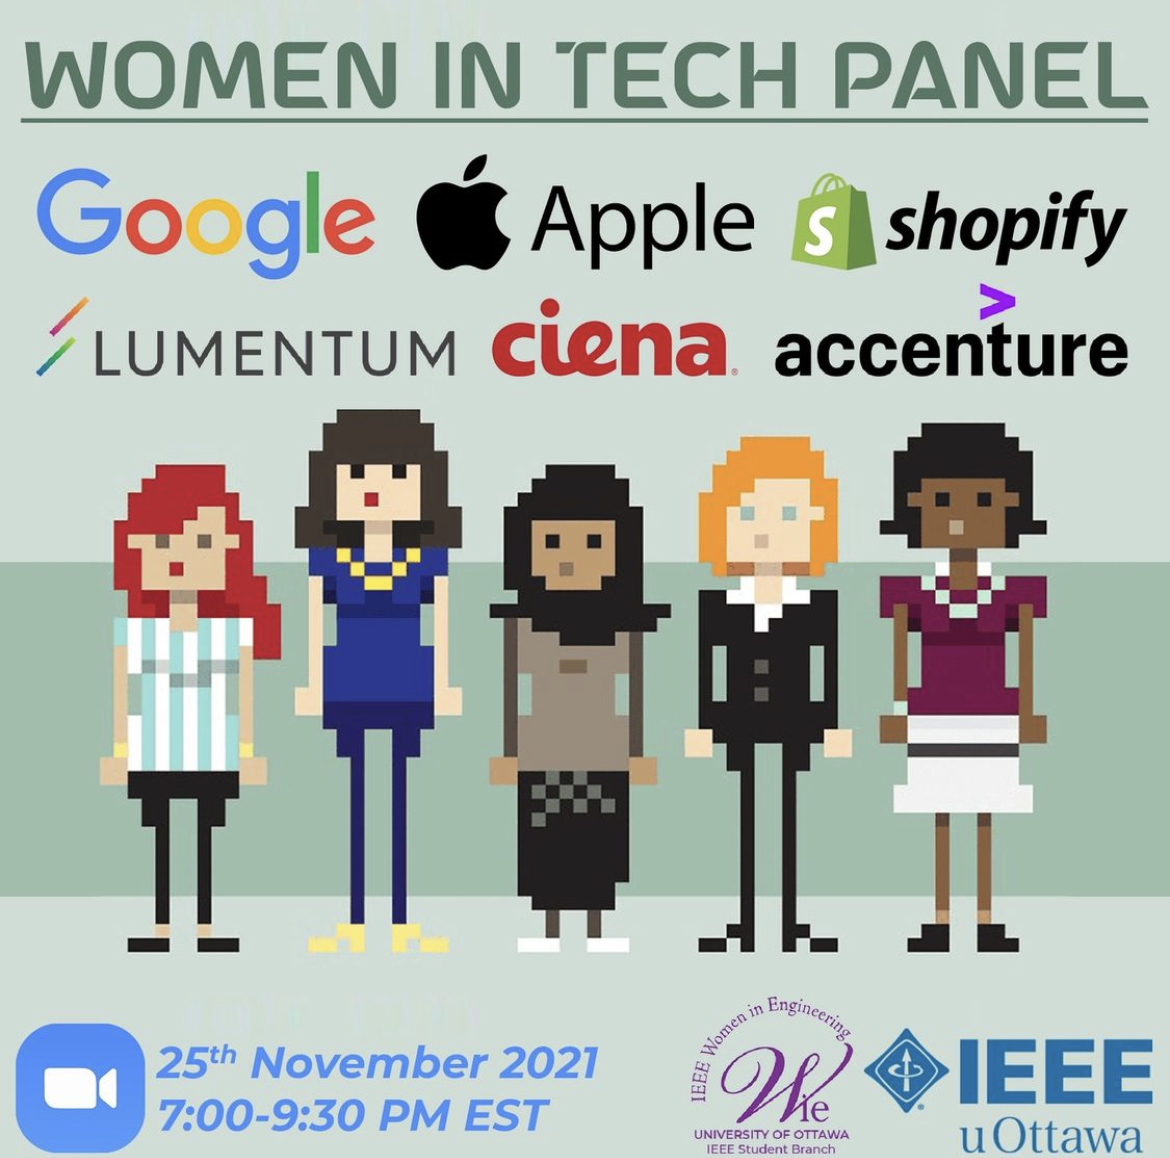 WOMEN IN TECH PANEL
Google Apple S shopify
LUMENTUM ciena® accenture
25th November 2021
7:00-9:30 PM EST
IEEE Women in Engineering
Wie
UNIVERSITY OF OTTAWA
IEEE Student Branch
IEEE
uOttawa